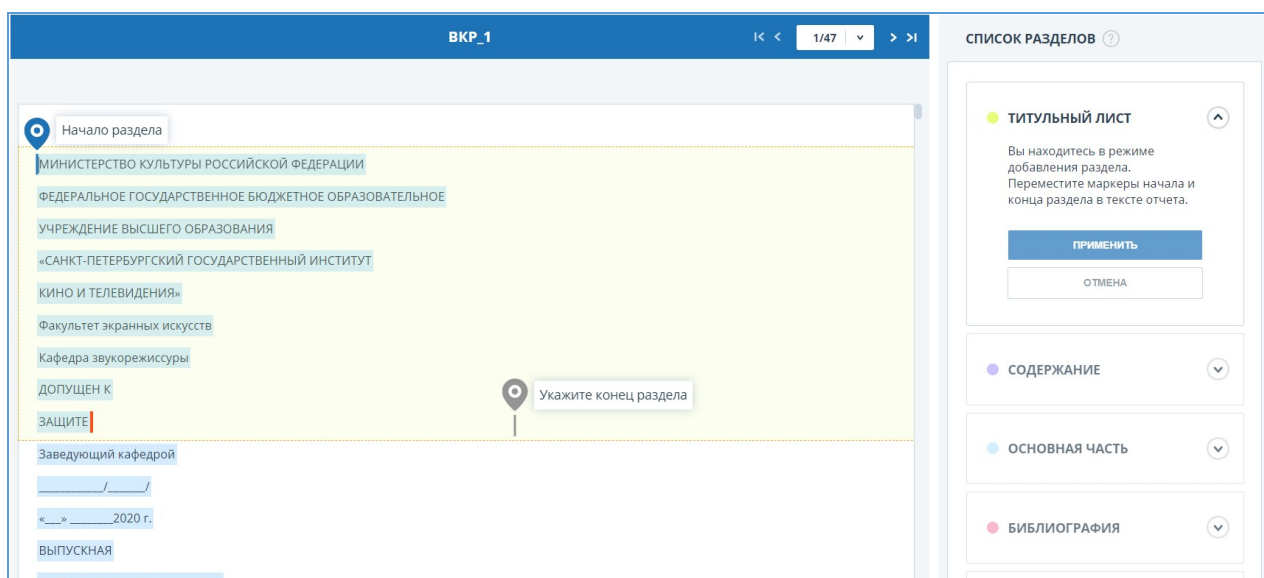 ВКР_1
1/47
СПИСОК РАЗДЕЛОВ ?
Начало раздела
МИНИСТЕРСТВО КУЛЬТУРЫ РОССИЙСКОЙ ФЕДЕРАЦИИ
ФЕДЕРАЛЬНОЕ ГОСУДАРСТВЕННОЕ БЮДЖЕТНОЕ ОБРАЗОВАТЕЛЬНОЕ
УЧРЕЖДЕНИЕ ВЫСШЕГО ОБРАЗОВАНИЯ
«САНКТ-ПЕТЕРБУРГСКИЙ ГОСУДАРСТВЕННЫЙ ИНСТИТУТ
КИНО И ТЕЛЕВИДЕНИЯ»
Факультет экранных искусств
Кафедра звукорежиссуры
ДОПУЩЕН К
Укажите конец раздела
ЗАЩИТЕ
Заведующий кафедрой
____________/_______/
«___» ________2020 г.
ВЫПУСКНАЯ
ТИТУЛЬНЫЙ ЛИСТ
Вы находитесь в режиме
добавления раздела.
Переместите маркеры начала и
конца раздела в тексте отчета.
ПРИМЕНИТЬ
ОТМЕНА
СОДЕРЖАНИЕ
ОСНОВНАЯ ЧАСТЬ
БИБЛИОГРАФИЯ